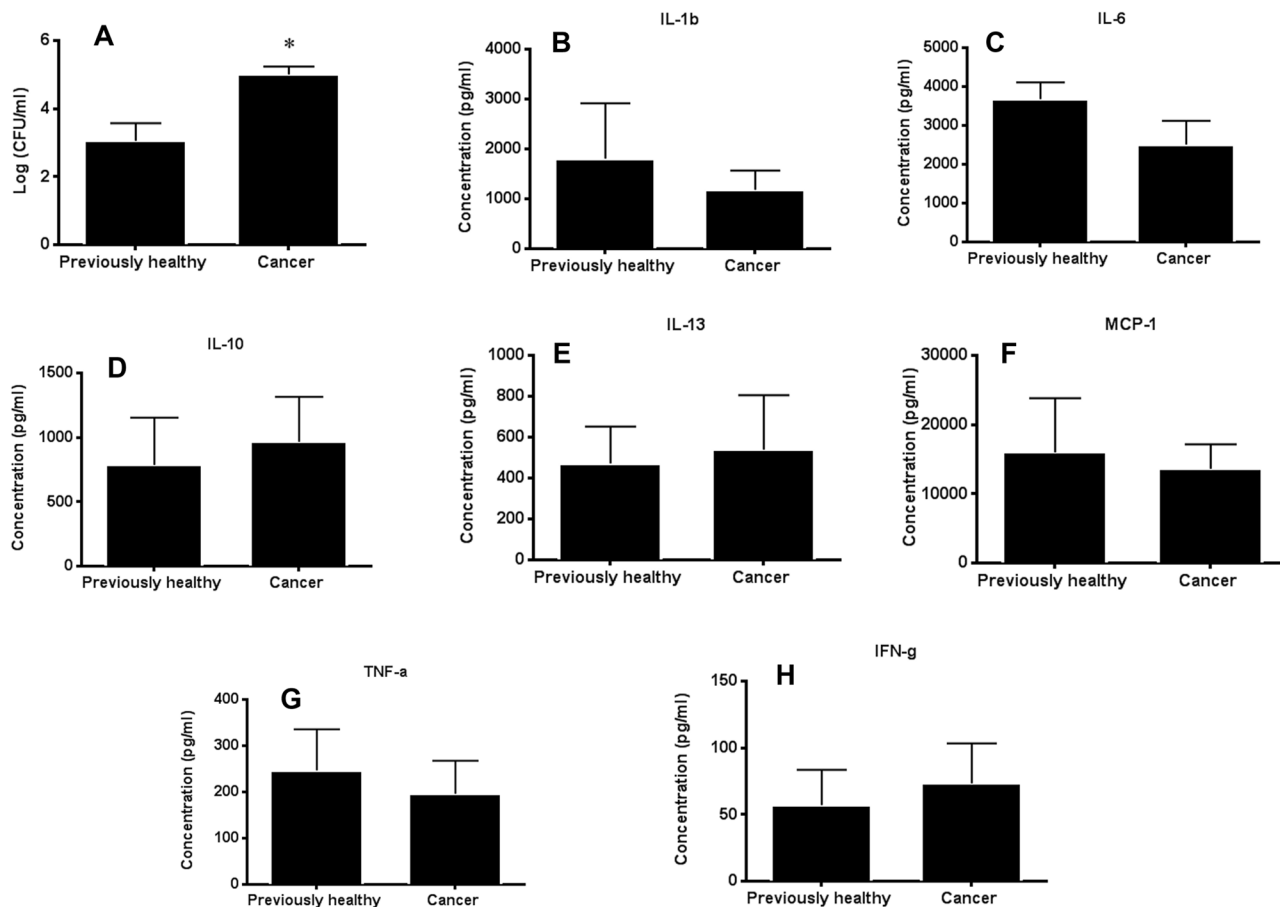 A
*
6
4
2
0
Log (CFU/ml)
Previously healthy
Cancer
IL-1b
B
4000
3000
2000
1000
0
Concentration (pg/ml)
Previously healthy
Cancer
IL-6
C
5000
4000
3000
2000
1000
0
Concentration (pg/ml)
Previously healthy
Cancer
IL-10
D
1500
1000
500
0
Concentration (pg/ml)
Previously healthy
Cancer
IL-13
E
1000
800
600
400
200
0
Concentration (pg/ml)
Previously healthy
Cancer
MCP-1
F
30000
20000
10000
0
Concentration (pg/ml)
Previously healthy
Cancer
TNF-a
G
400
300
200
100
0
Concentration (pg/ml)
Previously healthy
Cancer
IFN-g
H
150
100
50
0
Concentration (pg/ml)
Previously healthy
Cancer